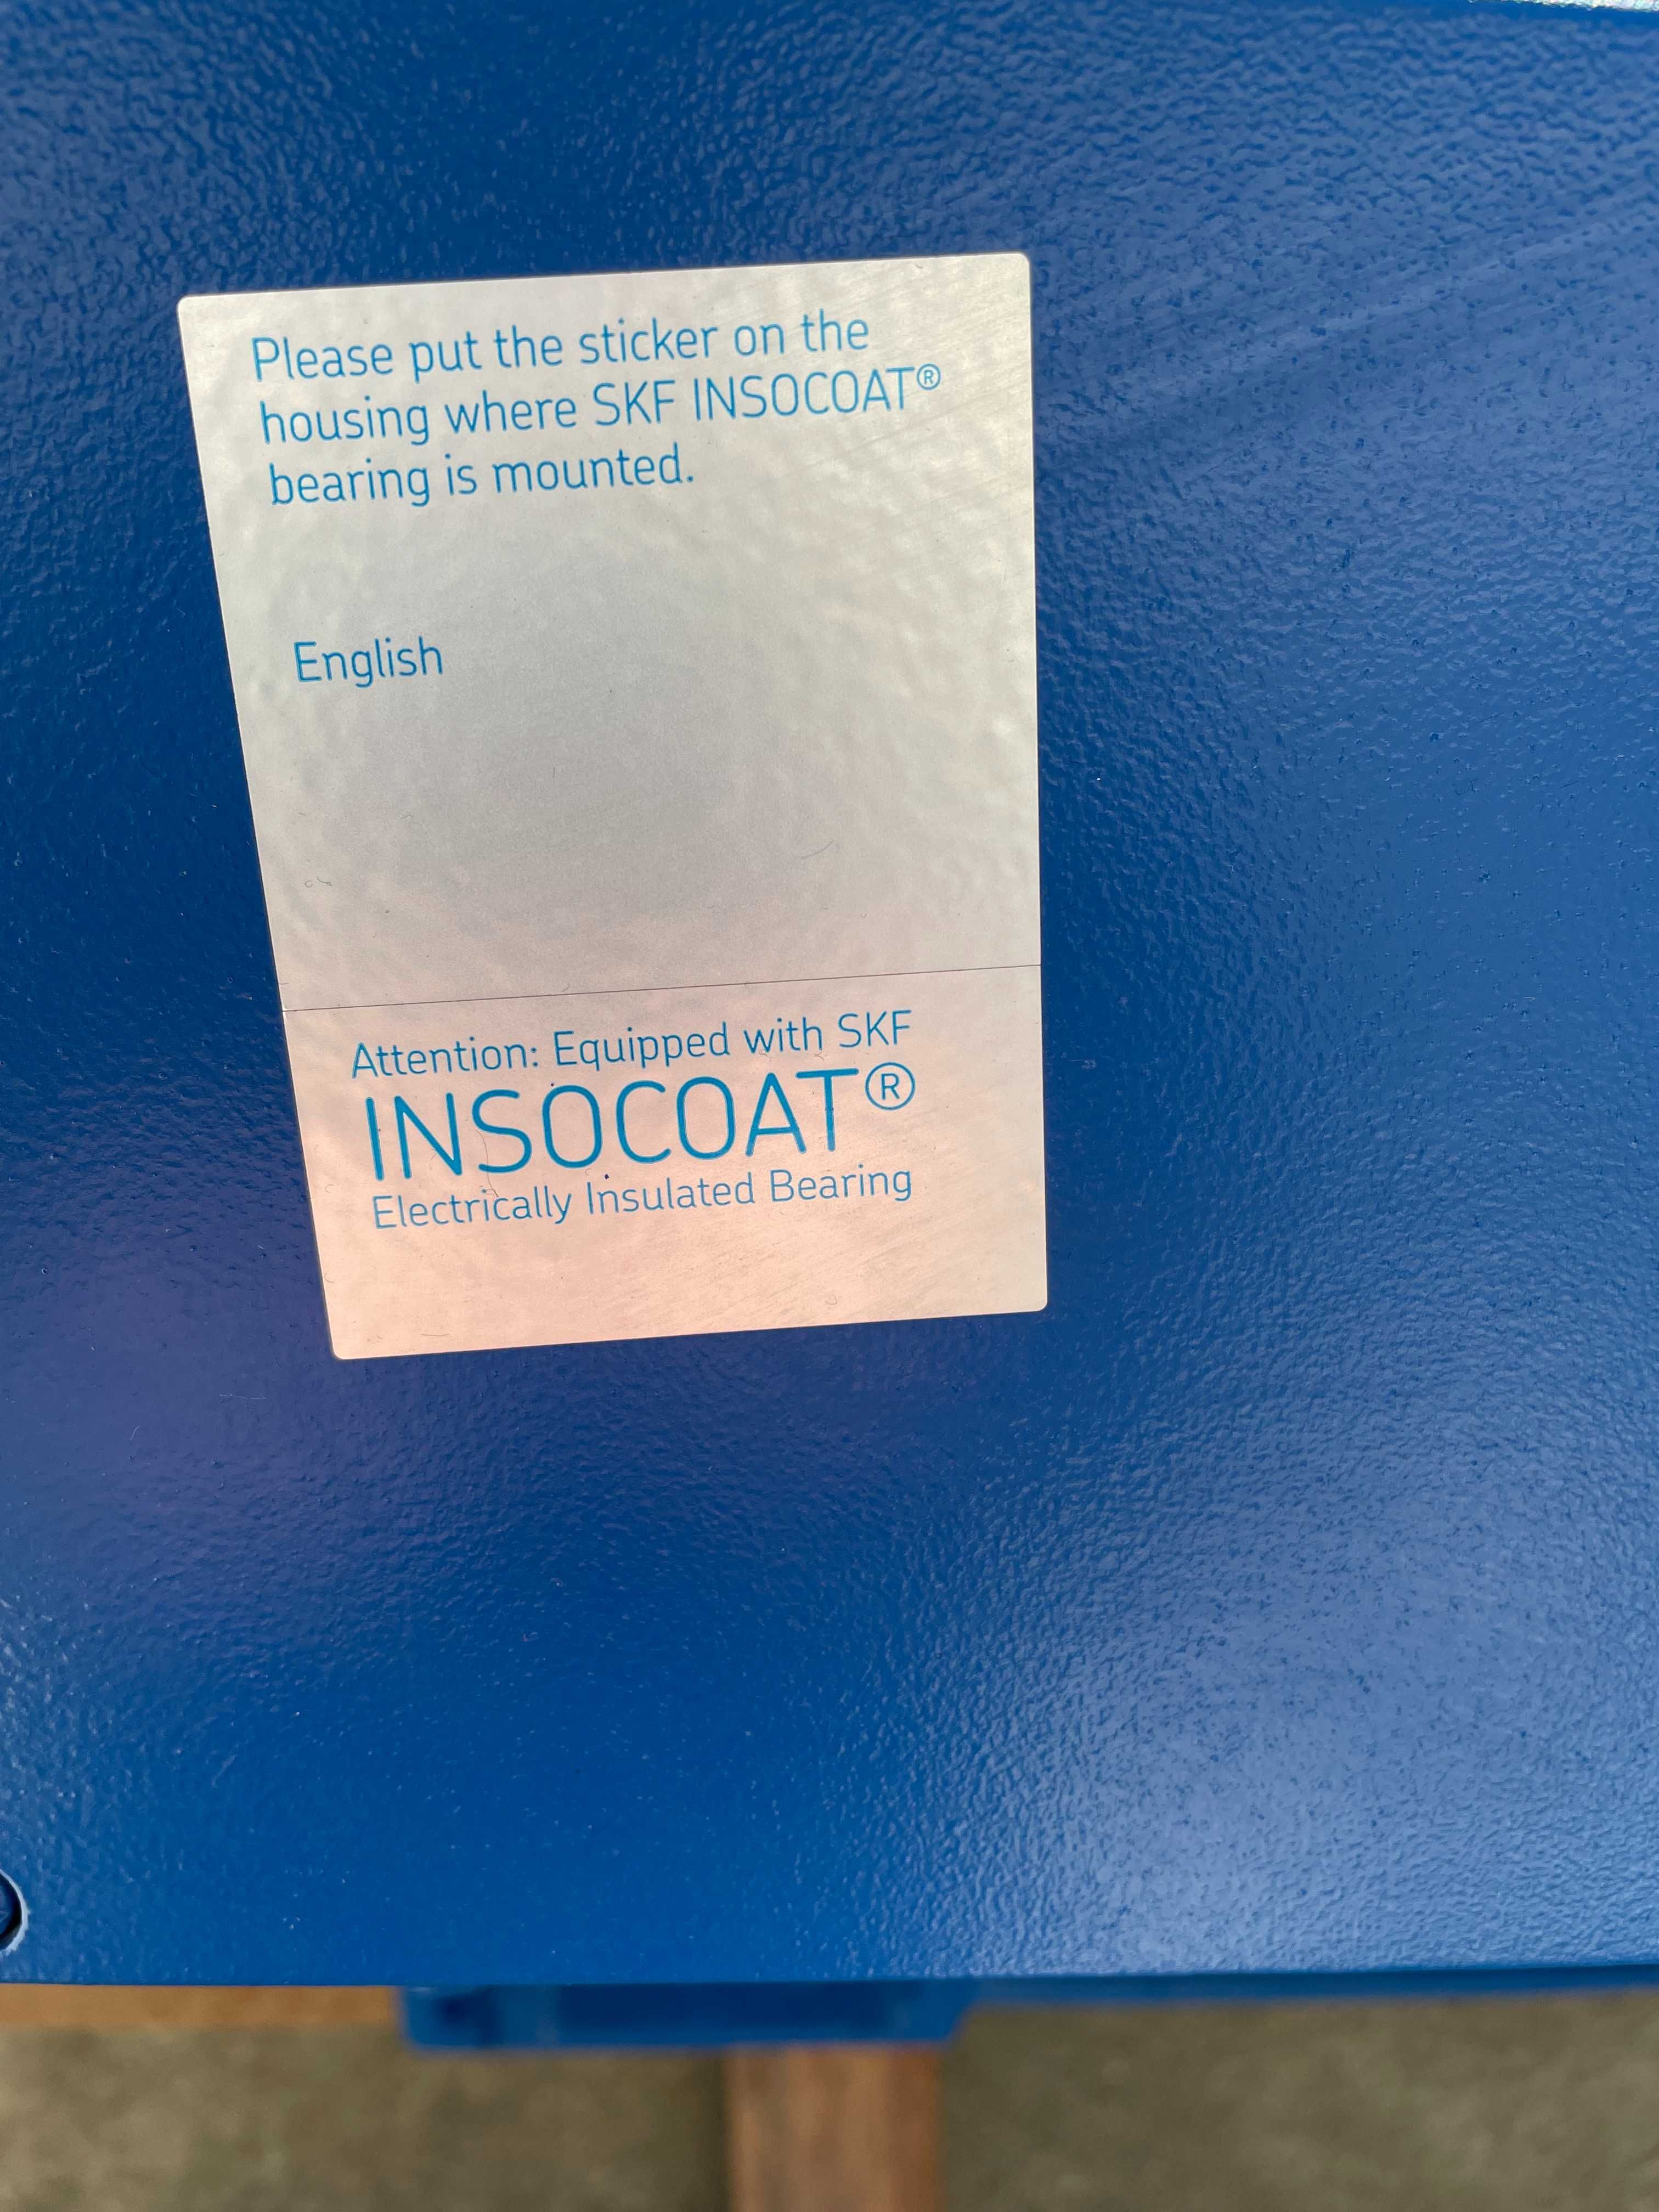 Please put the sticker on the
housing where SKF INSOCOAT®
bearing is mounted.
English
Attention: Equipped with SKF
INSOCOAT®
Electrically Insulated Bearing